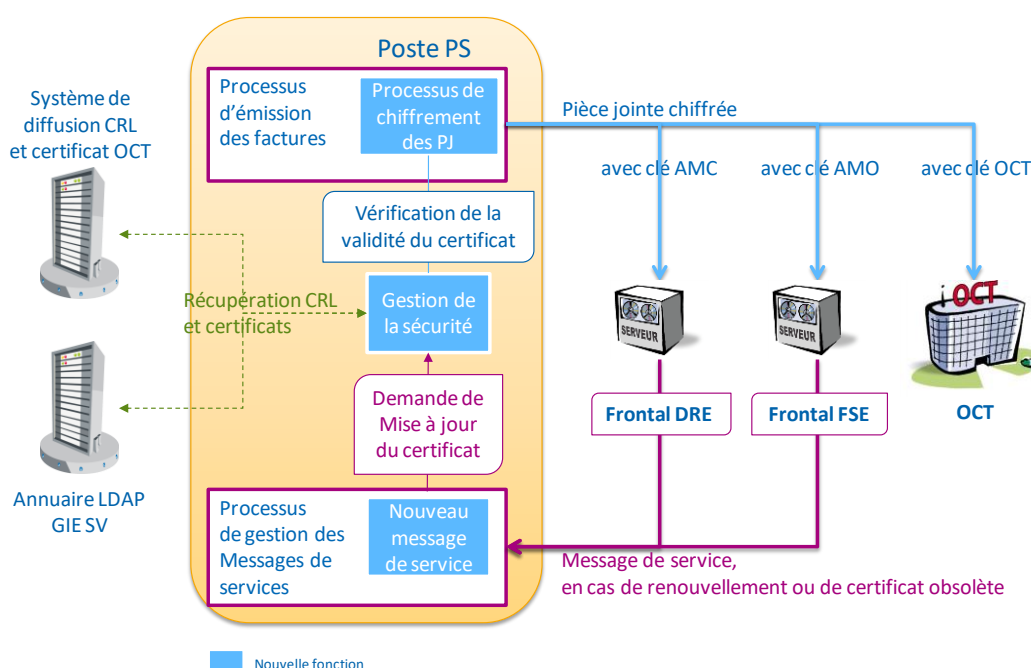 Poste PS
Système de
diffusion CRL
et certificat OCT
Processus
d'émission
des factures
Processus de
chiffrement
des PJ
Pièce jointe chiffrée
avec clé AMC
avec clé AMO
avec clé OCT
Vérification de la
validité du certificat
Récupération CRL
et certificats
Gestion de
la sécurité
SERVEUR
SERVEUR
OCT
Demande de
Mise à jour
du certificat
Frontal DRE
Frontal FSE
OCT
Annuaire LDAP
GIE SV
Processus
de gestion des
Messages de
services
Nouveau
message
de service
Message de service,
en cas de renouvellement ou de certificat obsolète
Nouvelle fonction